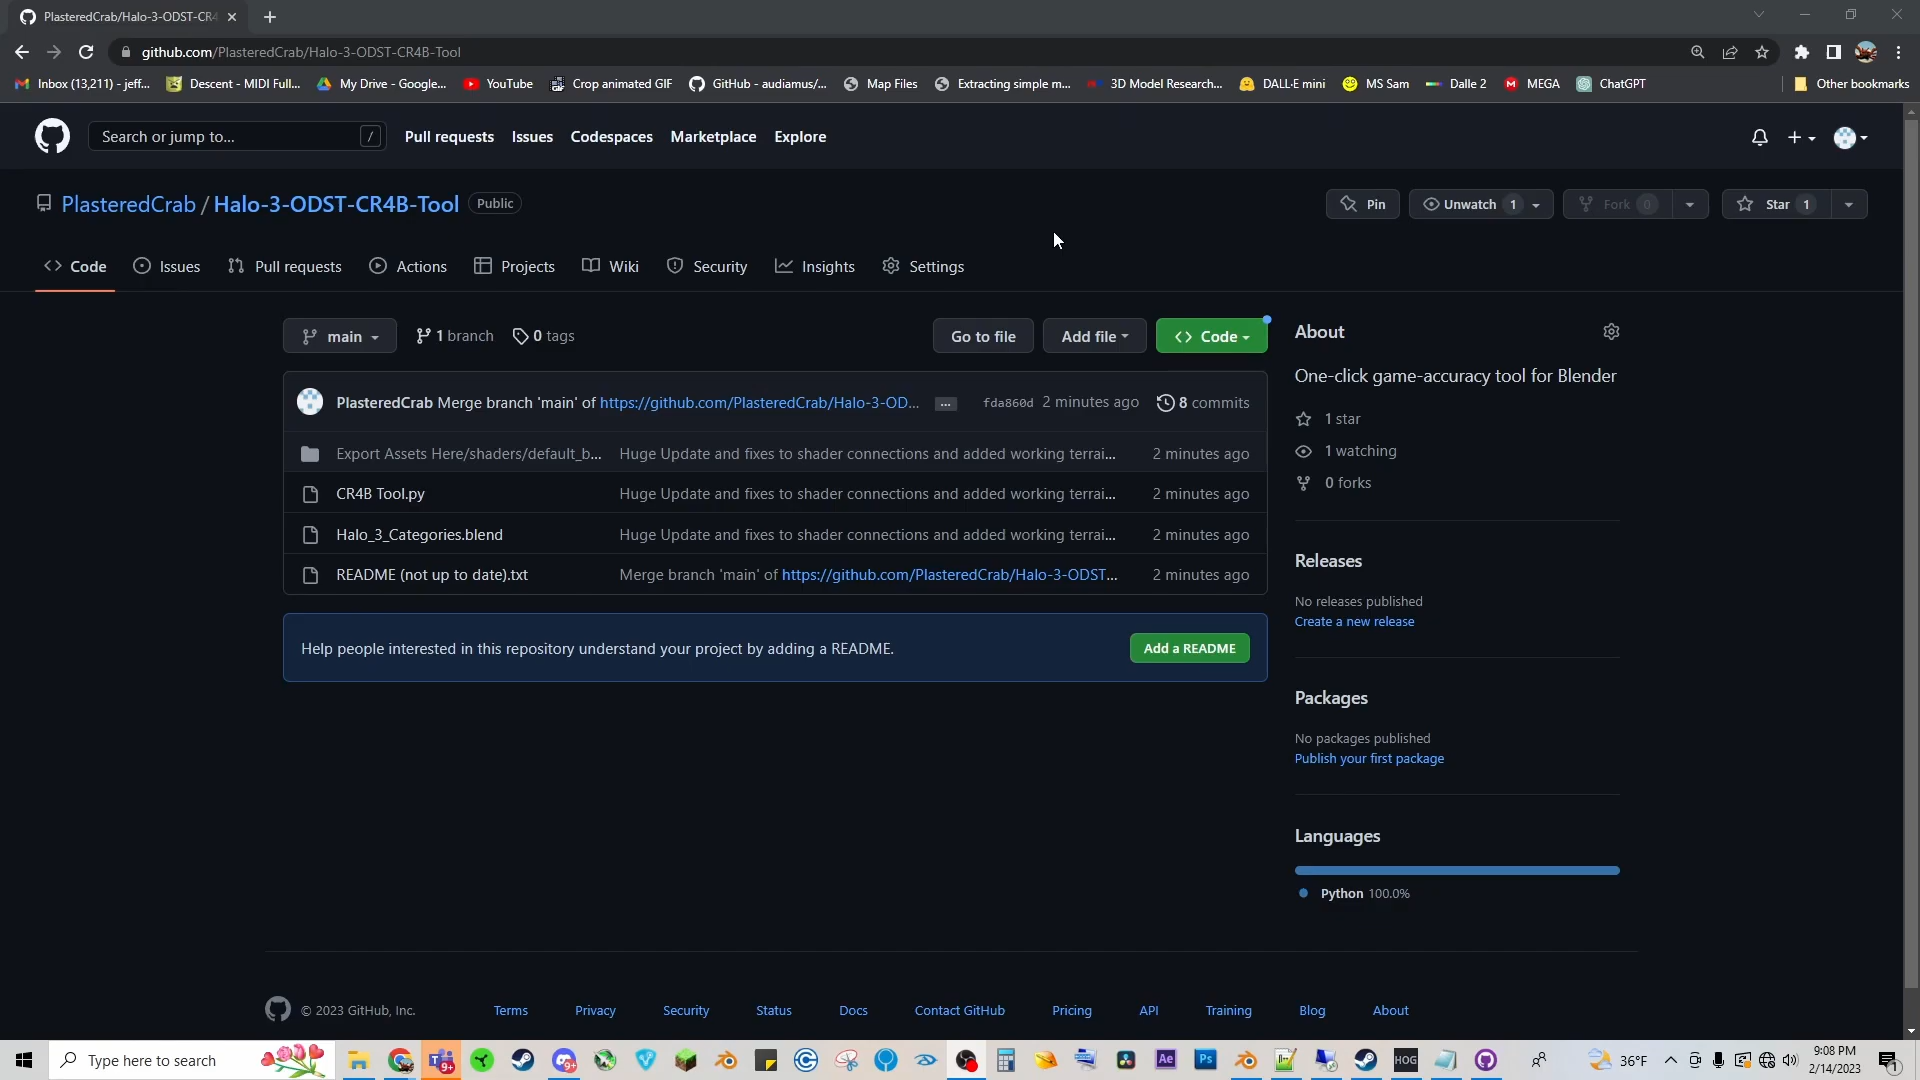 PlasteredCrab/Halo-3-ODST-CR4
github.com/PlasteredCrab/Halo-3-ODST-CR4B-Tool
Inbox (13,211) - jeff... Descent - MIDI Full... My Drive - Google... YouTube Crop animated GIF GitHub - audiamus/... Map Files Extracting simple m... 3D Model Research... DALL·E mini MS Sam Dalle 2 MEGA ChatGPT Other bookmarks
Search or jump to... / Pull requests Issues Codespaces Marketplace Explore
PlasteredCrab / Halo-3-ODST-CR4B-Tool Public Pin Unwatch 1 Fork 0 Star 1
Code Issues Pull requests Actions Projects Wiki Security Insights Settings
main 1 branch 0 tags Go to file Add file Code About
One-click game-accuracy tool for Blender
PlasteredCrab Merge branch 'main' of https://github.com/PlasteredCrab/Halo-3-OD... ... fda860d 2 minutes ago 8 commits
1 star
Export Assets Here/shaders/default_b... Huge Update and fixes to shader connections and added working terrai... 2 minutes ago
1 watching
CR4B Tool.py Huge Update and fixes to shader connections and added working terrai... 2 minutes ago
0 forks
Halo_3_Categories.blend Huge Update and fixes to shader connections and added working terrai... 2 minutes ago
README (not up to date).txt Merge branch 'main' of https://github.com/PlasteredCrab/Halo-3-ODST... 2 minutes ago
Help people interested in this repository understand your project by adding a README. Add a README
Releases
No releases published
Create a new release
Packages
No packages published
Publish your first package
Languages
Python 100.0%
© 2023 GitHub, Inc. Terms Privacy Security Status Docs Contact GitHub Pricing API Training Blog About
Type here to search 9+ 9+ Ae Ps HOG 36°F 9:08 PM 1
2/14/2023